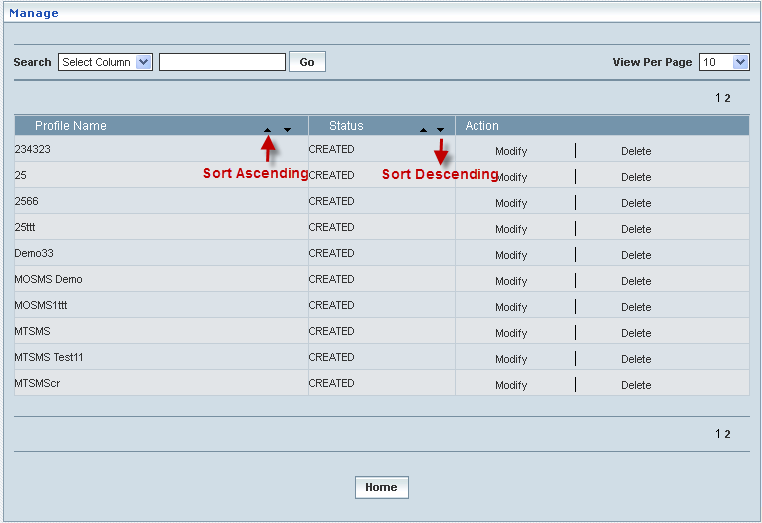 Manage
Search Select Column Go View Per Page 10
1 2
Profile Name Status Action
234323 CREATED Modify Delete
Sort Ascending Sort Descending
25 CREATED Modify Delete
2566 CREATED Modify Delete
25ttt CREATED Modify Delete
Demo33 CREATED Modify Delete
MOSMS Demo CREATED Modify Delete
MOSMS1ttt CREATED Modify Delete
MTSMS CREATED Modify Delete
MTSMS Test11 CREATED Modify Delete
MTSMScr CREATED Modify Delete
1 2
Home